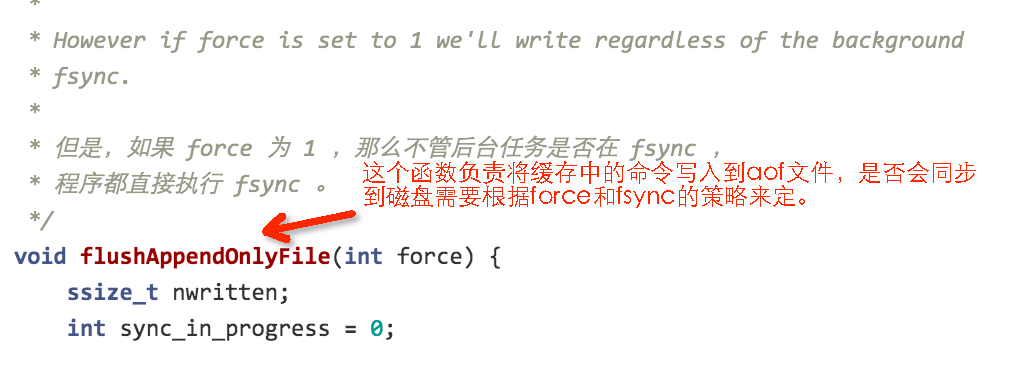 *
* However if force is set to 1 we'll write regardless of the background
* fsync.
*
* 但是，如果 force 为 1 ，那么不管后台任务是否在 fsync ，
* 程序都直接执行 fsync 。
这个函数负责将缓存中的命令写入到aof文件，是否会同步
到磁盘需要根据force和fsync的策略来定。
*/
void flushAppendOnlyFile(int force) {
ssize_t nwritten;
int sync_in_progress = 0;